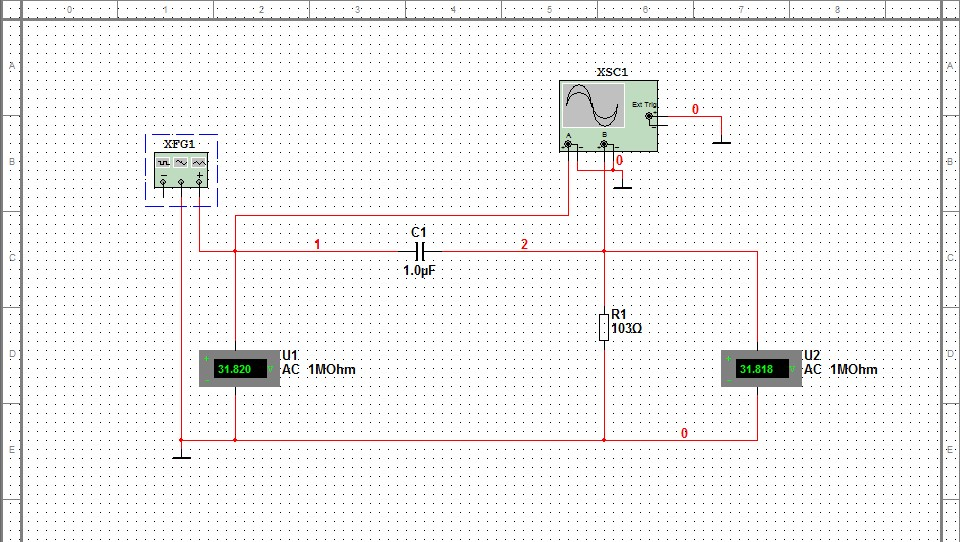 0 1 2 3 4 5 6 7 8
A A
XSC1
Ext Trig
+
0
B B
XFG1
A B
+ - + -
0
- +
C1
1 2
C C
1.0µF
R1
103Ω
D D
U1 U2
31.820 V AC 1MOhm
31.818 V AC 1MOhm
0
E E